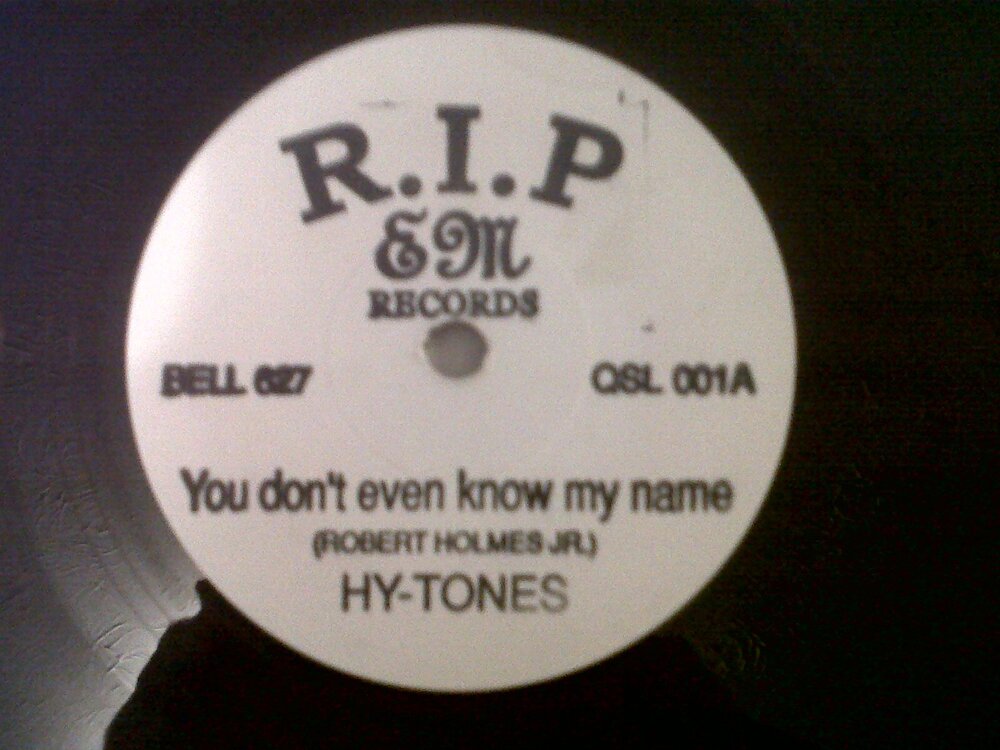 R.I.P
&M
RECORDS
BELL 627 QSL 001A
You don't even know my name
(ROBERT HOLMES JR.)
HY-TONES